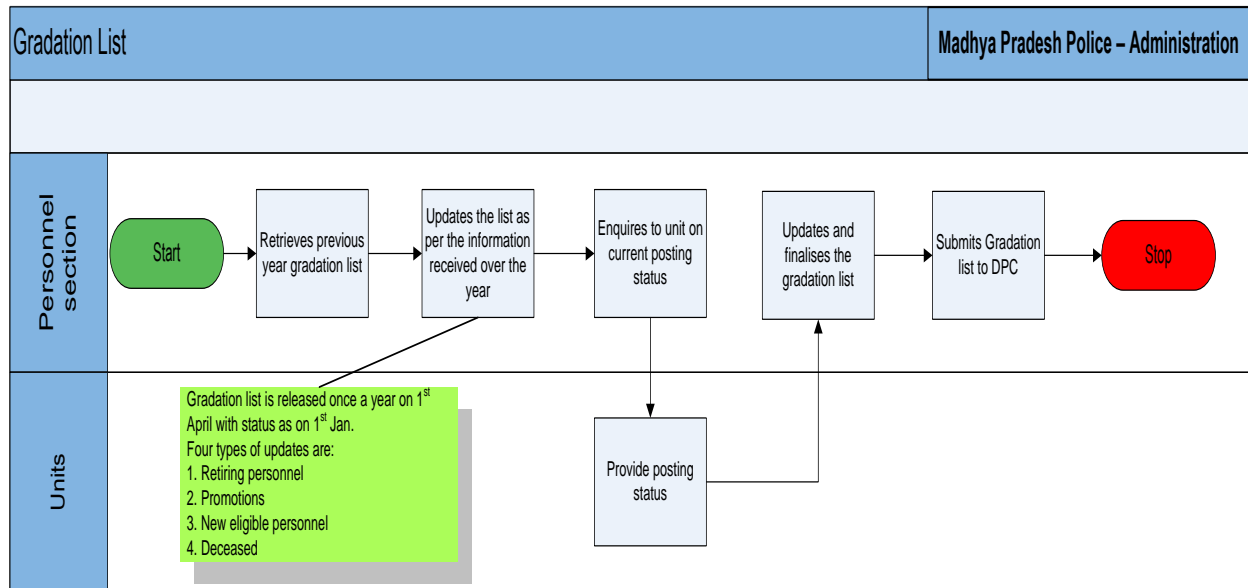 Gradation List
Madhya Pradesh Police – Administration
Personnel
section
Start
Retrieves previous
year gradation list
Updates the list as
per the information
received over the
year
Enquires to unit on
current posting
status
Updates and
finalises the
gradation list
Submits Gradation
list to DPC
Stop
Units
Gradation list is released once a year on 1st
April with status as on 1st Jan.
Four types of updates are:
1. Retiring personnel
2. Promotions
3. New eligible personnel
4. Deceased
Provide posting
status